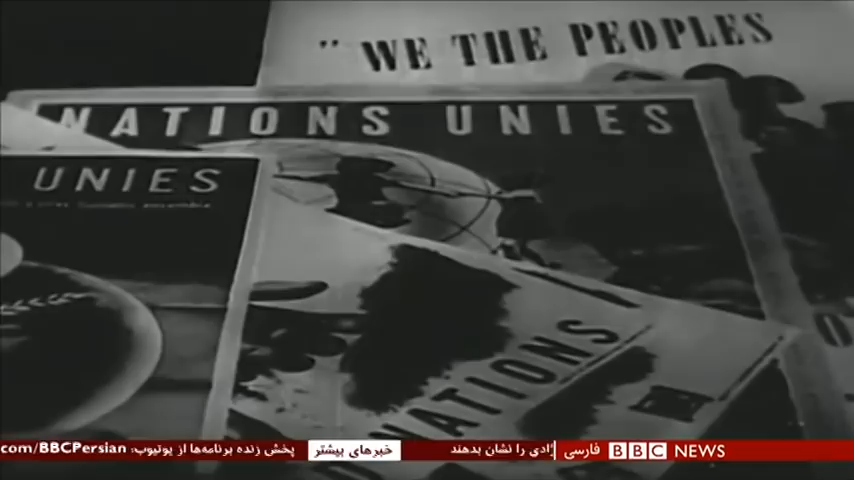 "WE THE PEOPLES
NATIONS UNIES
UNIES
NATIONS
com/BBCPersian پخش زنده برنامه‌ها از یوتیوب: خبرهای بیشتر ادی را نشان بدهند فارسی BBC NEWS